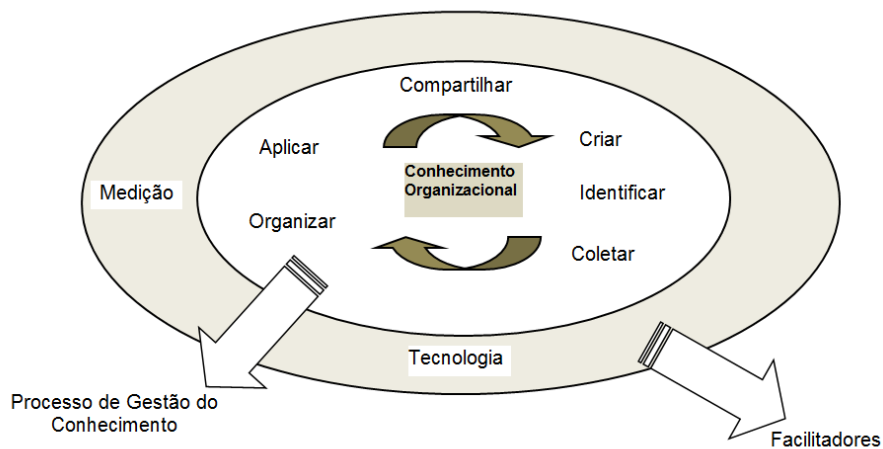 Compartilhar
Aplicar
Criar
Conhecimento
Organizacional
Medição
Identificar
Organizar
Coletar
Tecnologia
Processo de Gestão do
Conhecimento
Facilitadores